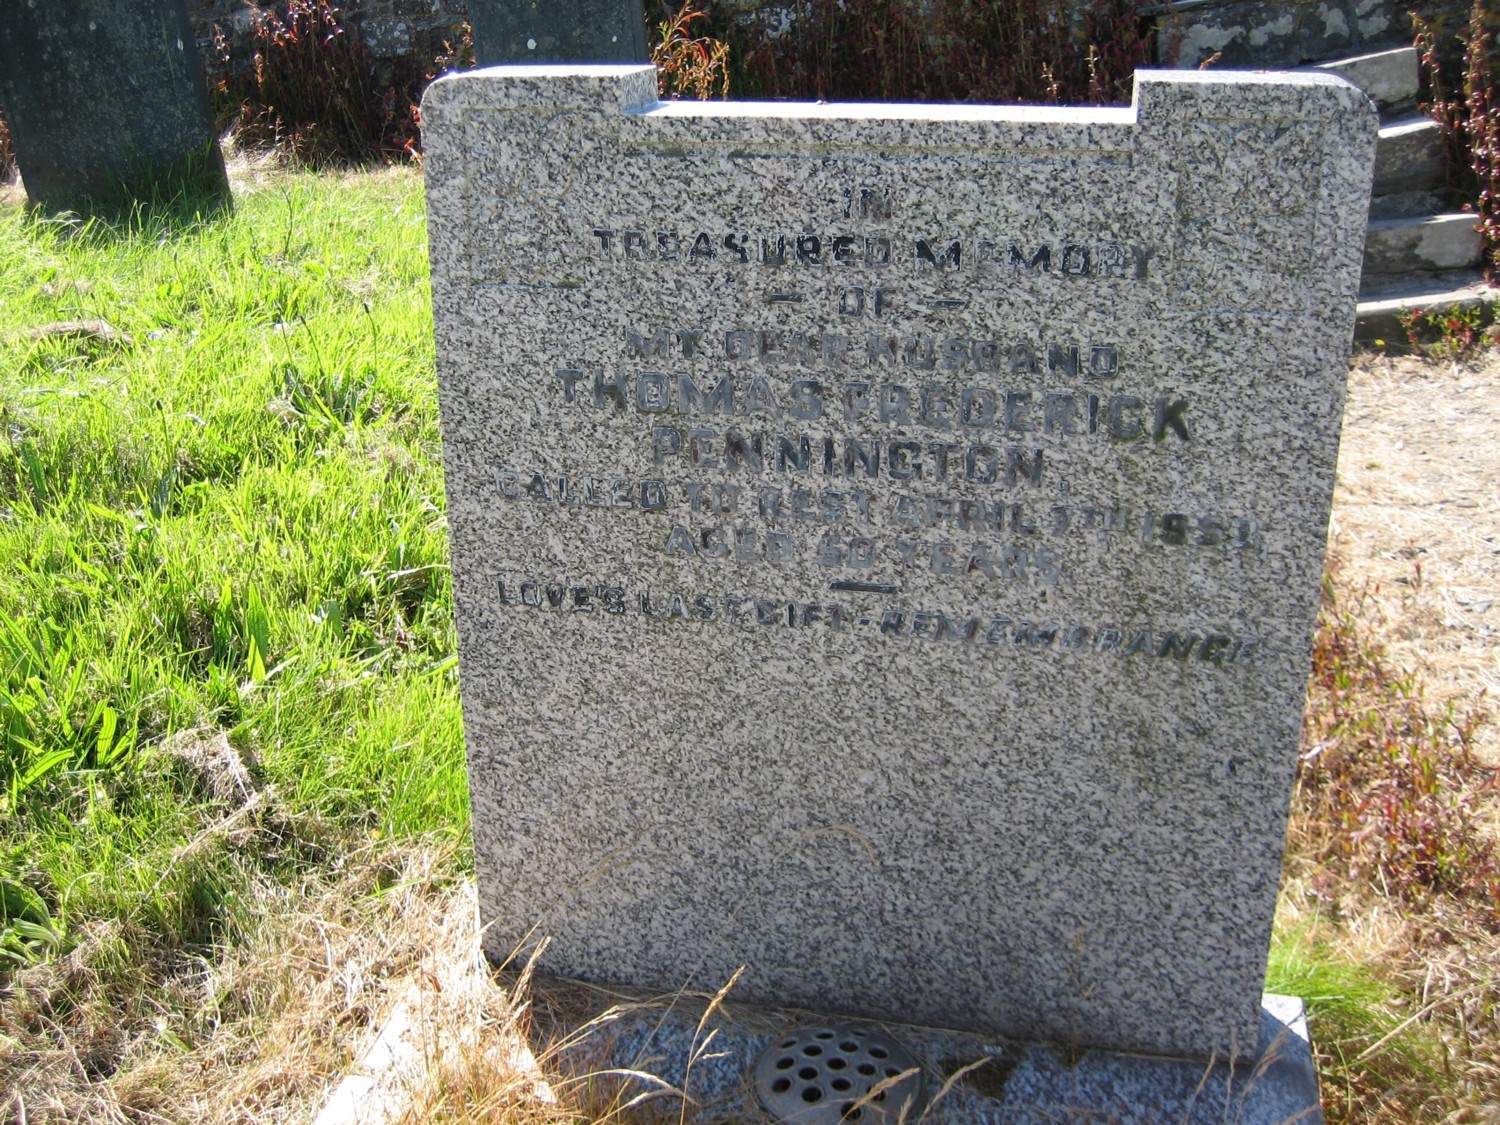 IN
TREASURED MEMORY
— OF —
MY DEAR HUSBAND
THOMAS FREDERICK
PENNINGTON,
CALLED TO REST APRIL
AGED 60 YEARS
LOVE'S LAST GIFT - REMEMBRANCE